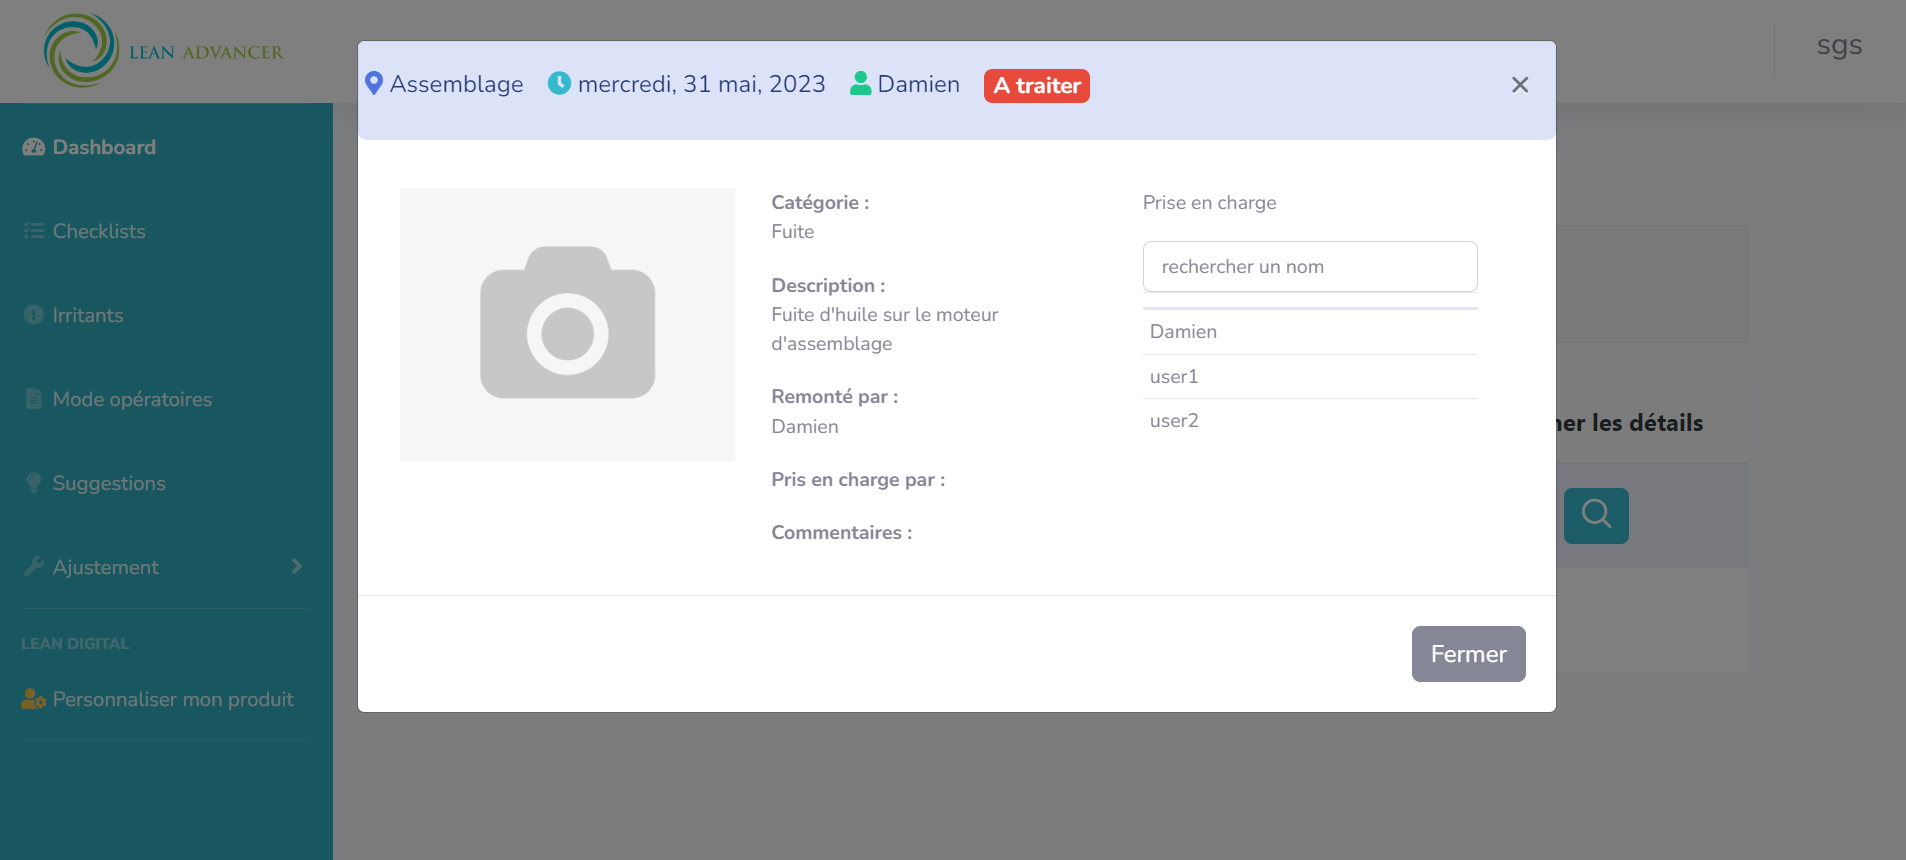 LEAN ADVANCER
sgs
Dashboard
Checklists
Irritants
Mode opératoires
Suggestions
Ajustement
LEAN DIGITAL
Personnaliser mon produit
Assemblage mercredi, 31 mai, 2023 Damien A traiter
Catégorie :
Fuite
Description :
Fuite d'huile sur le moteur
d'assemblage
Remonté par :
Damien
Pris en charge par :
Commentaires :
Prise en charge
rechercher un nom
Damien
user1
user2
Fermer
les détails